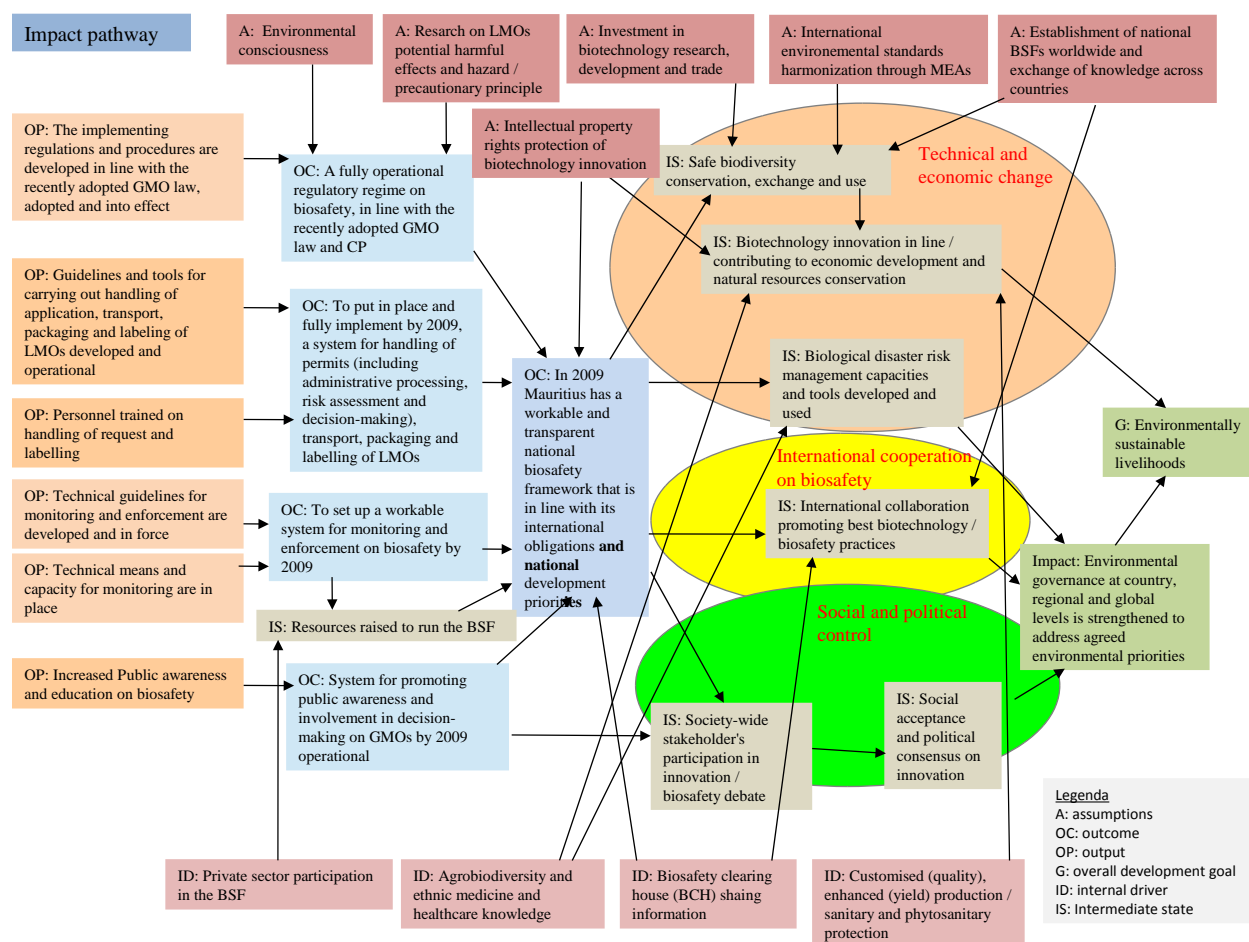 Impact pathway
A: Environmental
consciousness
A: Resarch on LMOs
potential harmful
effects and hazard /
precautionary principle
A: Investment in
biotechnology research,
development and trade
A: International
environemental standards
harmonization through MEAs
A: Establishment of national
BSFs worldwide and
exchange of knowledge across
countries
OP: The implementing
regulations and procedures are
developed in line with the
recently adopted GMO law,
adopted and into effect
OC: A fully operational
regulatory regime on
biosafety, in line with the
recently adopted GMO
law and CP
A: Intellectual property
rights protection of
biotechnology innovation
IS: Safe biodiversity
conservation, exchange and use
Technical and
economic change
IS: Biotechnology innovation in line /
contributing to economic development and
natural resources conservation
OP: Guidelines and tools for
carrying out handling of
application, transport,
packaging and labeling of
LMOs developed and
operational
OC: To put in place and
fully implement by 2009,
a system for handling of
permits (including
administrative processing,
risk assessment and
decision-making),
transport, packaging and
labelling of LMOs
OP: Personnel trained on
handling of request and
labelling
OC: In 2009
Mauritius has a
workable and
transparent
national
biosafety
framework that is
in line with its
international
obligations and
national
development
priorities
IS: Biological disaster risk
management capacities
and tools developed and
used
G: Environmentally
sustainable
livelihoods
International cooperation
on biosafety
IS: International collaboration
promoting best biotechnology /
biosafety practices
OP: Technical guidelines for
monitoring and enforcement are
developed and in force
OC: To set up a workable
system for monitoring and
enforcement on biosafety by
2009
OP: Technical means and
capacity for monitoring are in
place
Impact: Environmental
governance at country,
regional and global
levels is strengthened to
address agreed
environmental priorities
IS: Resources raised to run the BSF
Social and political
control
OP: Increased Public awareness
and education on biosafety
OC: System for promoting
public awareness and
involvement in decision-
making on GMOs by 2009
operational
IS: Society-wide
stakeholder's
participation in
innovation /
biosafety debate
IS: Social
acceptance
and political
consensus on
innovation
ID: Private sector participation
in the BSF
ID: Agrobiodiversity and
ethnic medicine and
healthcare knowledge
ID: Biosafety clearing
house (BCH) shaing
information
ID: Customised (quality),
enhanced (yield) production /
sanitary and phytosanitary
protection
Legenda
A: assumptions
OC: outcome
OP: output
G: overall development goal
ID: internal driver
IS: Intermediate state